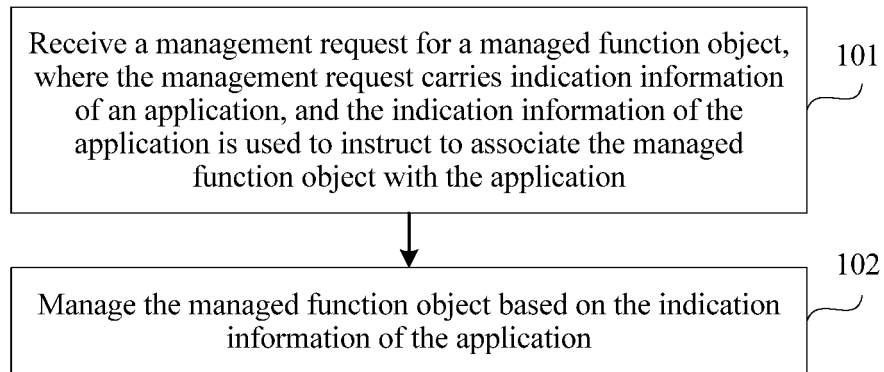 Receive a management request for a managed function object,
where the management request carries indication information
of an application, and the indication information of the
application is used to instruct to associate the managed
function object with the application
101
Manage the managed function object based on the indication
information of the application
102